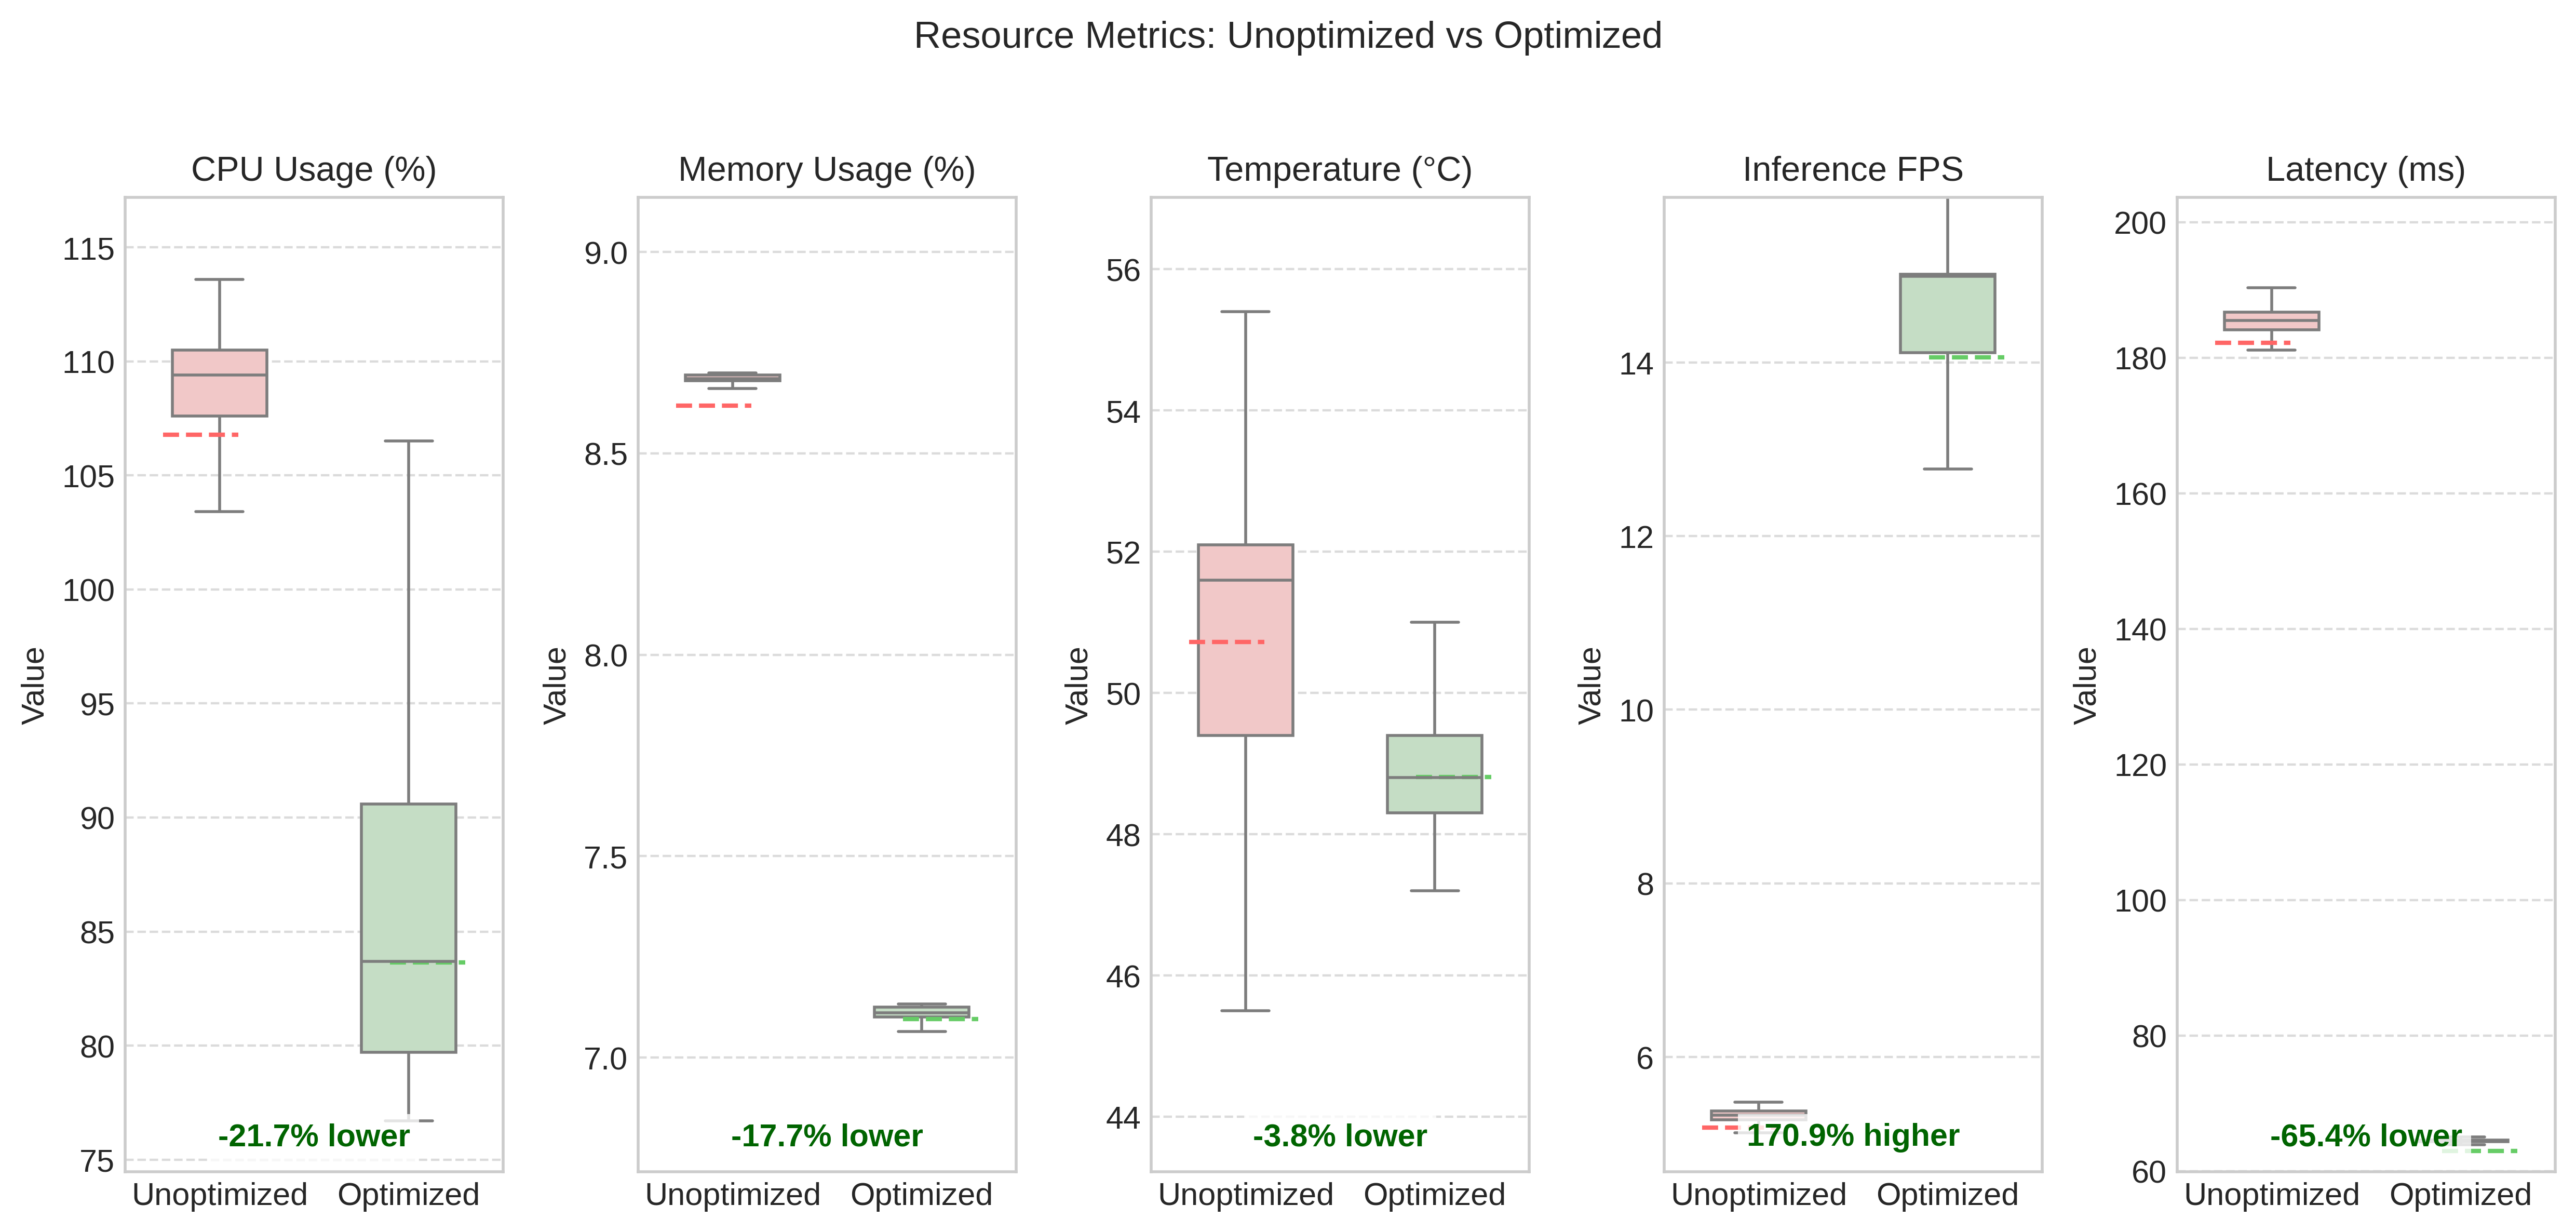 Resource Metrics: Unoptimized vs Optimized
CPU Usage (%)
Value
115
110
105
100
95
90
85
80
75
-21.7% lower
Unoptimized
Optimized
Memory Usage (%)
Value
9.0
8.5
8.0
7.5
7.0
-17.7% lower
Unoptimized
Optimized
Temperature (°C)
Value
56
54
52
50
48
46
44
-3.8% lower
Unoptimized
Optimized
Inference FPS
Value
14
12
10
8
6
170.9% higher
Unoptimized
Optimized
Latency (ms)
Value
200
180
160
140
120
100
80
60
-65.4% lower
Unoptimized
Optimized